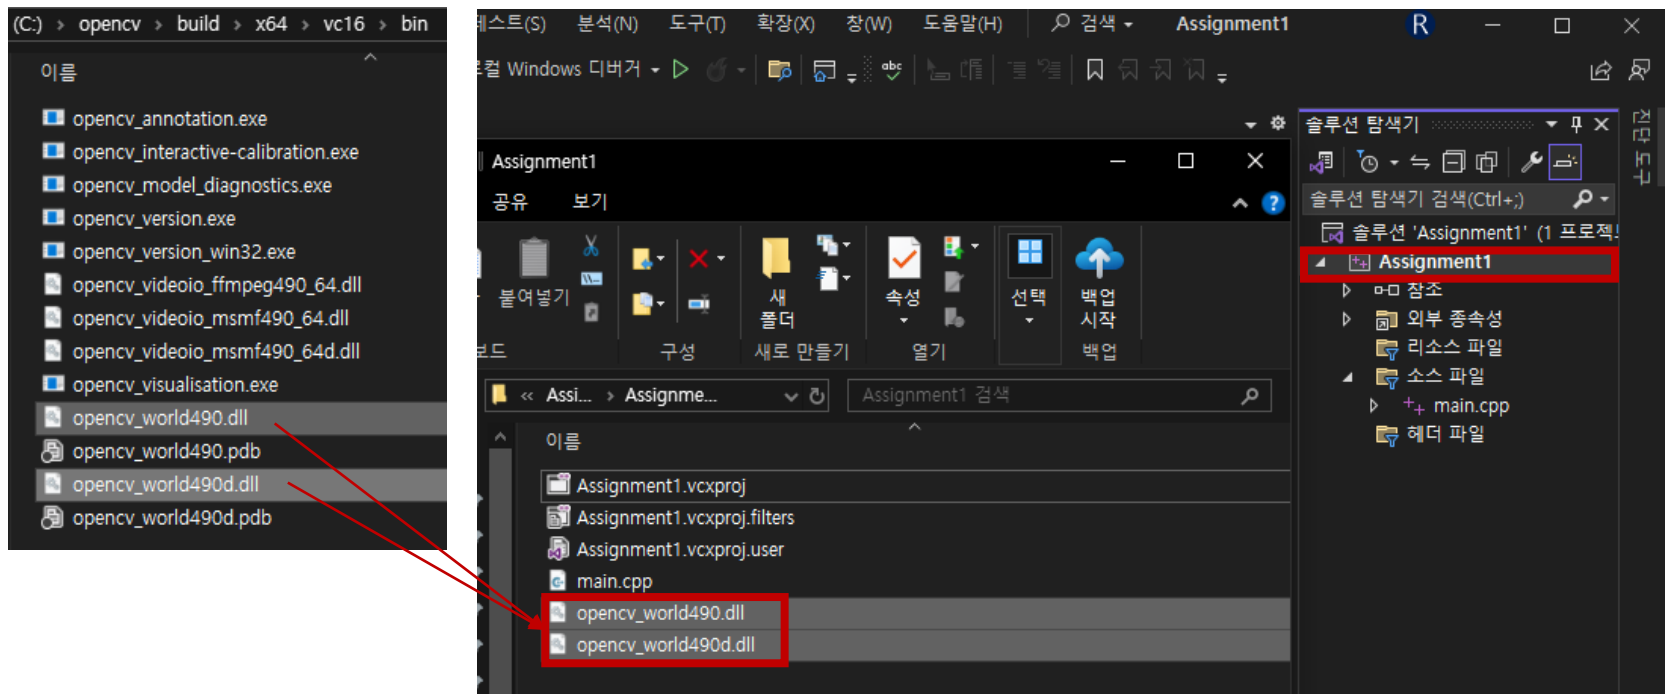 (C:) › opencv › build › x64 › vc16 › bin
이름
opencv_annotation.exe
opencv_interactive-calibration.exe
opencv_model_diagnostics.exe
opencv_version.exe
opencv_version_win32.exe
opencv_videoio_ffmpeg490_64.dll
opencv_videoio_msmf490_64.dll
opencv_videoio_msmf490_64d.dll
opencv_visualisation.exe
opencv_world490.dll
opencv_world490.pdb
opencv_world490d.dll
opencv_world490d.pdb
테스트(S) 분석(N) 도구(T) 확장(X) 창(W) 도움말(H) 검색 Assignment1 R
로컬 Windows 디버거
abc
Assignment1
공유 보기
붙여넣기
새
폴더
속성
선택
백업
시작
보드 구성 새로 만들기 열기 백업
« Assi... › Assignme...
Assignment1 검색
이름
Assignment1.vcxproj
Assignment1.vcxproj.filters
Assignment1.vcxproj.user
main.cpp
opencv_world490.dll
opencv_world490d.dll
솔루션 탐색기
솔루션 탐색기 검색(Ctrl+;)
솔루션 'Assignment1' (1 프로젝
Assignment1
참조
외부 종속성
리소스 파일
소스 파일
main.cpp
헤더 파일
진단 도구